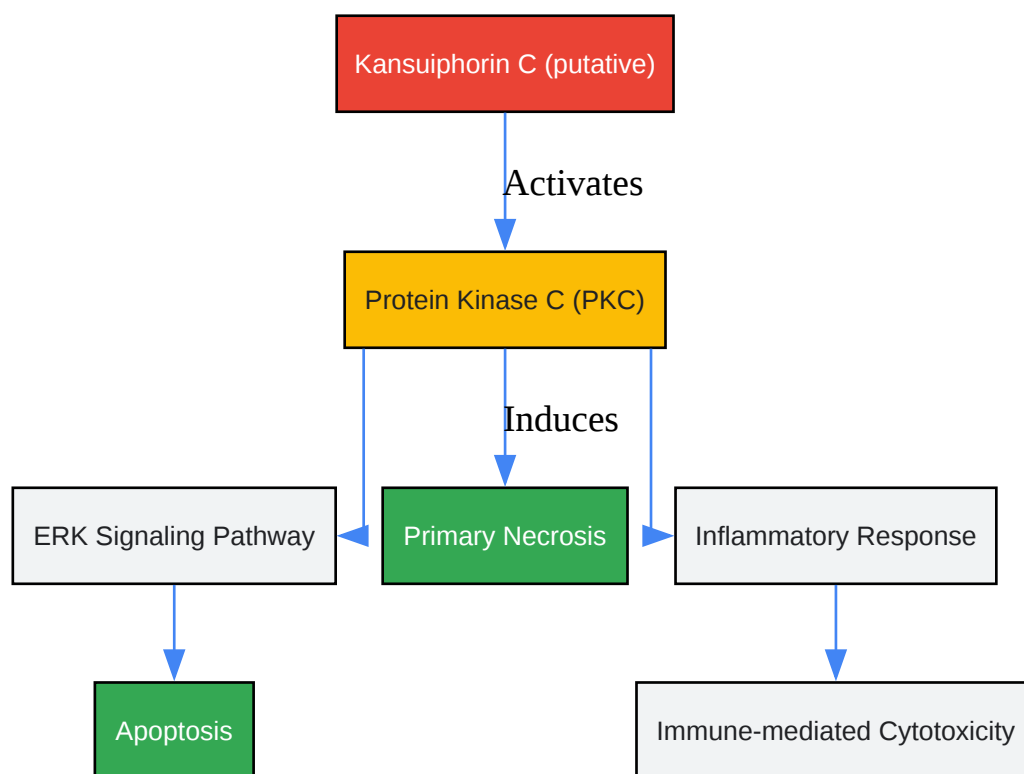 Kansuiphorin C (putative)
Activates
Protein Kinase C (PKC)
Induces
ERK Signaling Pathway
Primary Necrosis
Inflammatory Response
Apoptosis
Immune-mediated Cytotoxicity